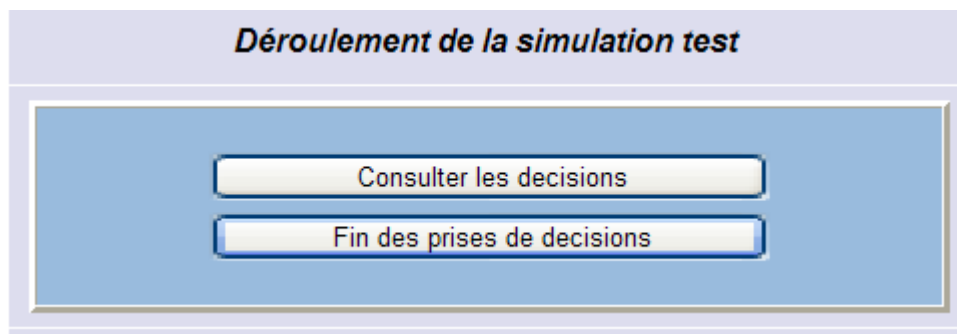 Déroulement de la simulation test
Consulter les decisions
Fin des prises de decisions